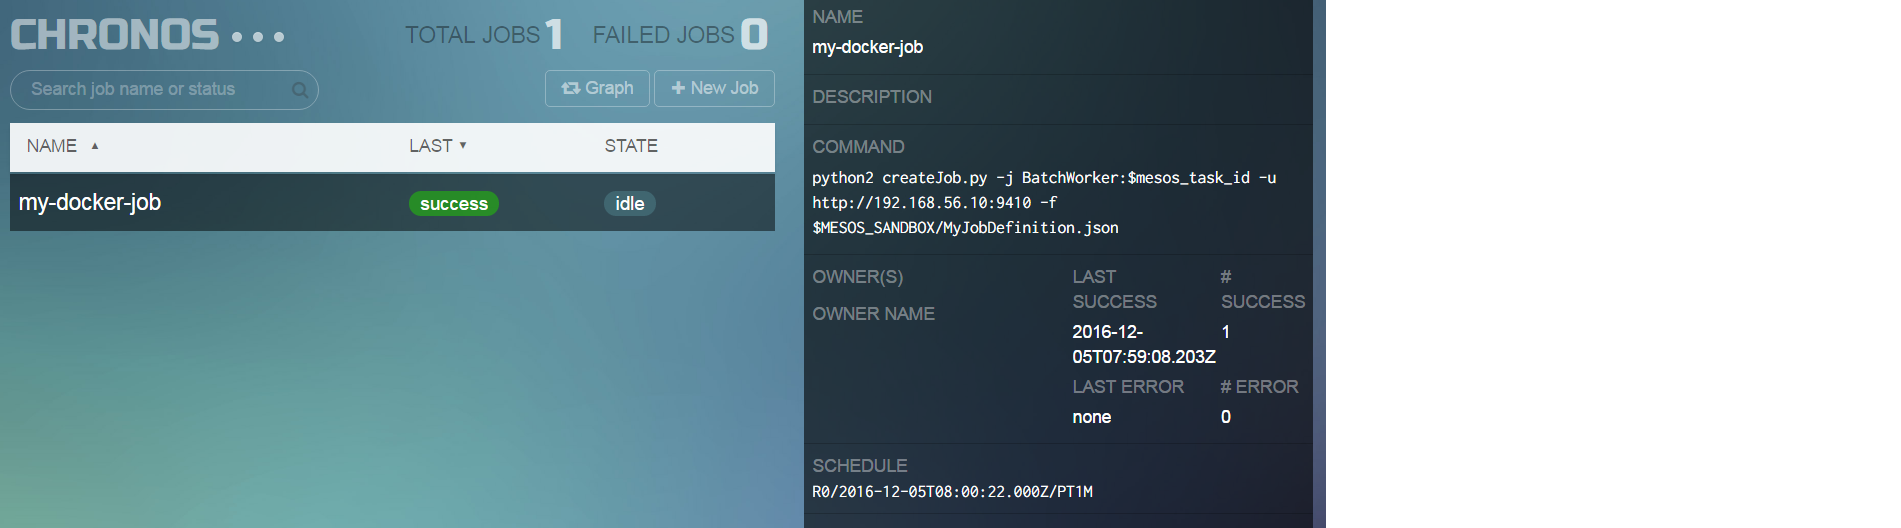 CHRONOS
TOTAL JOBS 1 FAILED JOBS 0
Search job name or status
Graph
New Job
NAME LAST STATE
my-docker-job success idle
NAME
my-docker-job
DESCRIPTION
COMMAND
python2 createJob.py -j BatchWorker:$mesos_task_id -u
http://192.168.56.10:9410 -f
$MESOS_SANDBOX/MyJobDefinition.json
OWNER(S)
OWNER NAME
LAST
SUCCESS
2016-12-
05T07:59:08.203Z
#
SUCCESS
1
LAST ERROR
none
# ERROR
0
SCHEDULE
R0/2016-12-05T08:00:22.000Z/PT1M